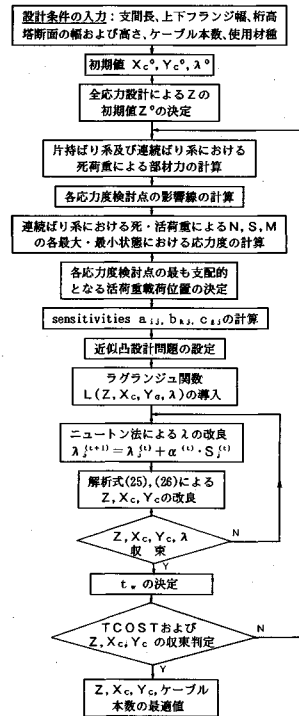 設計条件の入力：支間長、上下フランジ幅、桁高
塔断面の幅および高さ、ケーブル本数、使用材種
初期値 Xc⁰, Yc⁰, λ⁰
全応力設計によるZの
初期値Z⁰の決定
片持ばり系及び連続ばり系における
死荷重による部材力の計算
各応力度検討点の影響線の計算
連続ばり系における死・活荷重によるN, S, M
の各最大・最小状態における応力度の計算
各応力度検討点の最も支配的
となる活荷重載荷位置の決定
sensitivities aᵢⱼ, bₖⱼ, cₖⱼの計算
近似凸設計問題の設定
ラグランジュ関数
L(Z, Xc, Yc, λ)の導入
ニュートン法によるλの改良
λⱼ⁽ᵗ⁺¹⁾=λⱼ⁽ᵗ⁾+α⁽ᵗ⁾·Sⱼ⁽ᵗ⁾
解析式(25),(26)による
Z, Xc, Ycの改良
Z, Xc, Yc, λ
収束
N
Y
t_w の決定
TCOSTおよび
Z, Xc, Yc の収束判定
N
Y
Z, Xc, Yc, ケーブル
本数の最適値